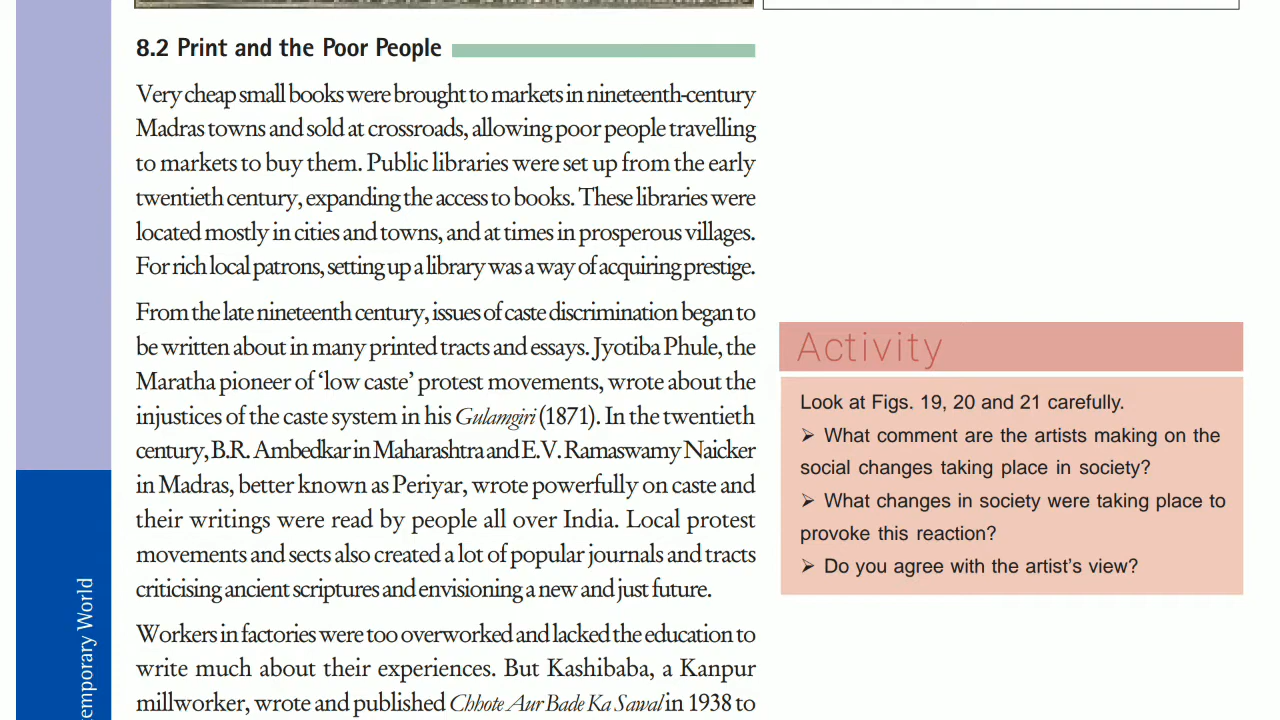 8.2 Print and the Poor People
Very cheap small books were brought to markets in nineteenth-century
Madras towns and sold at crossroads, allowing poor people travelling
to markets to buy them. Public libraries were set up from the early
twentieth century, expanding the access to books. These libraries were
located mostly in cities and towns, and at times in prosperous villages.
For rich local patrons, setting up a library was a way of acquiring prestige.
From the late nineteenth century, issues of caste discrimination began to
be written about in many printed tracts and essays. Jyotiba Phule, the
Maratha pioneer of ‘low caste’ protest movements, wrote about the
injustices of the caste system in his Gulamgiri (1871). In the twentieth
century, B.R. Ambedkar in Maharashtra and E.V. Ramaswamy Naicker
in Madras, better known as Periyar, wrote powerfully on caste and
their writings were read by people all over India. Local protest
movements and sects also created a lot of popular journals and tracts
criticising ancient scriptures and envisioning a new and just future.
Workers in factories were too overworked and lacked the education to
write much about their experiences. But Kashibaba, a Kanpur
millworker, wrote and published Chhote Aur Bade Ka Sawal in 1938 to
Activity
Look at Figs. 19, 20 and 21 carefully.
➢ What comment are the artists making on the
social changes taking place in society?
➢ What changes in society were taking place to
provoke this reaction?
➢ Do you agree with the artist’s view?
temporary World